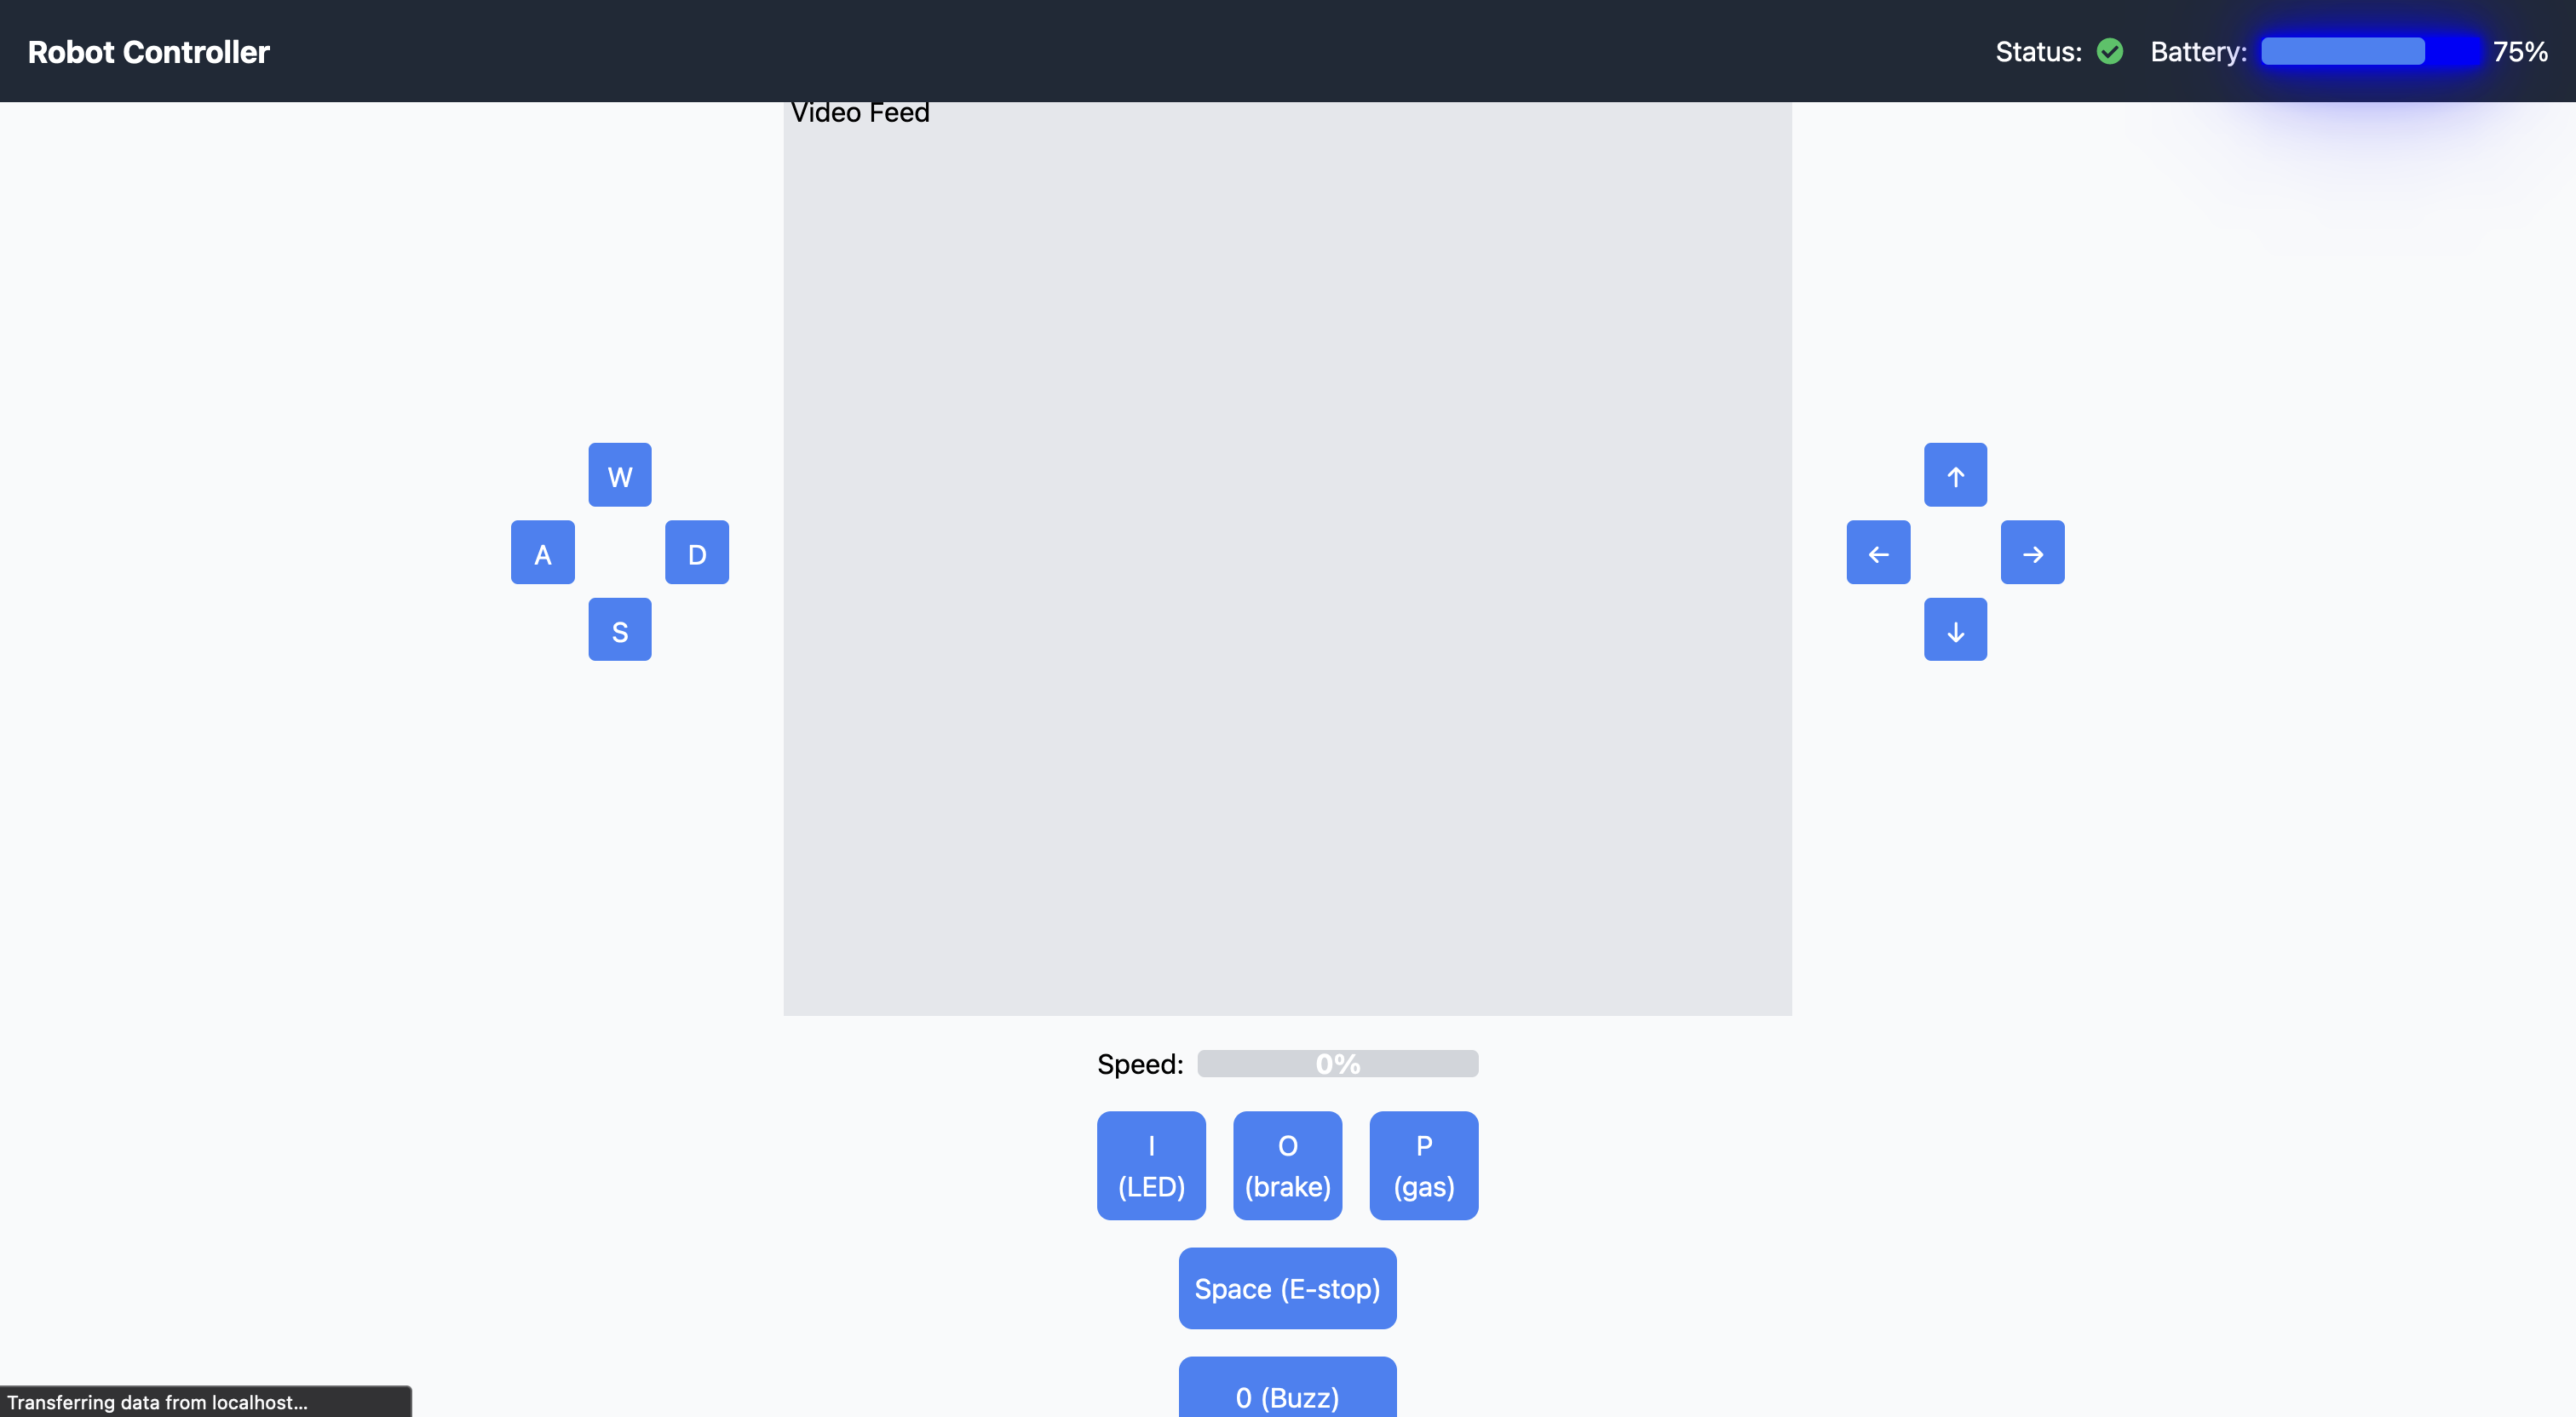 Robot Controller
Status:
Battery:
75%
Video Feed
W
A
D
S
↑
←
→
↓
Speed:
0%
I
(LED)
O
(brake)
P
(gas)
Space (E-stop)
0 (Buzz)
Transferring data from localhost...